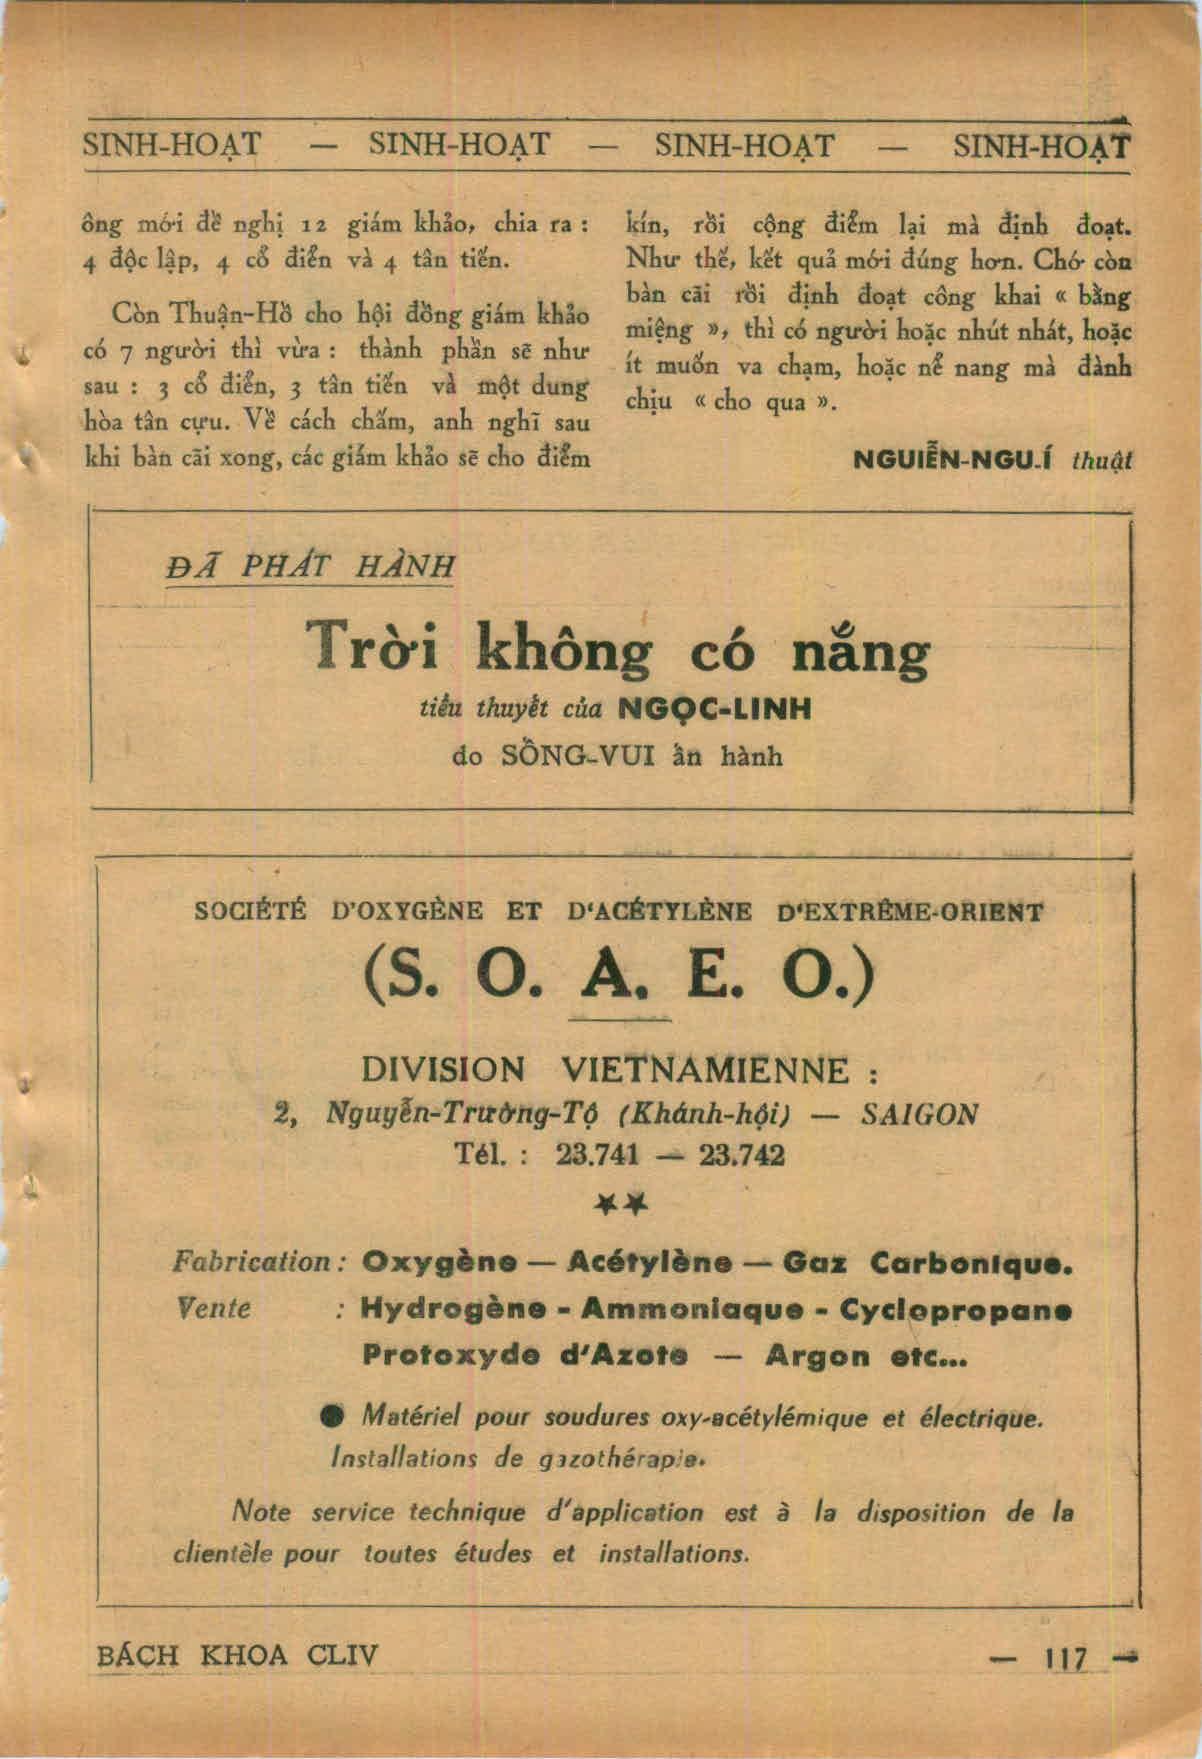 SINH-HOẠT — SINH-HOẠT — SINH-HOẠT — SINH-HOẠT
ông mới đề nghị 12 giám khảo, chia ra :
4 độc lập, 4 cổ điển và 4 tân tiến.
Còn Thuận-Hồ cho hội đồng giám khảo
có 7 người thì vừa : thành phần sẽ như
sau : 3 cổ điển, 3 tân tiến và một dung
hòa tân cựu. Về cách chấm, anh nghĩ sau
khi bàn cãi xong, các giám khảo sẽ cho điểm
kín, rồi cộng điểm lại mà định đoạt.
Như thế, kết quả mới đúng hơn. Chớ còn
bàn cãi rồi định đoạt công khai « bằng
miệng », thì có người hoặc nhút nhát, hoặc
ít muốn va chạm, hoặc nể nang mà đành
chịu « cho qua ».
NGUIỄN-NGU.Í thuật
ĐÃ PHÁT HÀNH
Trời không có nắng
tiểu thuyết của NGỌC-LINH
do SỐNG-VUI ấn hành
SOCIÉTÉ D'OXYGÈNE ET D'ACÉTYLÈNE D'EXTRÊME-ORIENT
(S. O. A. E. O.)
DIVISION VIETNAMIENNE :
2, Nguyễn-Trường-Tộ (Khánh-hội) — SAIGON
Tél. : 23.741 — 23.742
★★
Fabrication : Oxygène — Acétylène — Gaz Carbonique.
Vente : Hydrogène - Ammoniaque - Cyclopropane
Protoxyde d'Azote — Argon etc...
● Matériel pour soudures oxy-acétylémique et électrique.
Installations de gazothérapie.
Note service technique d'application est à la disposition de la
clientèle pour toutes études et installations.
BÁCH KHOA CLIV — 117 —